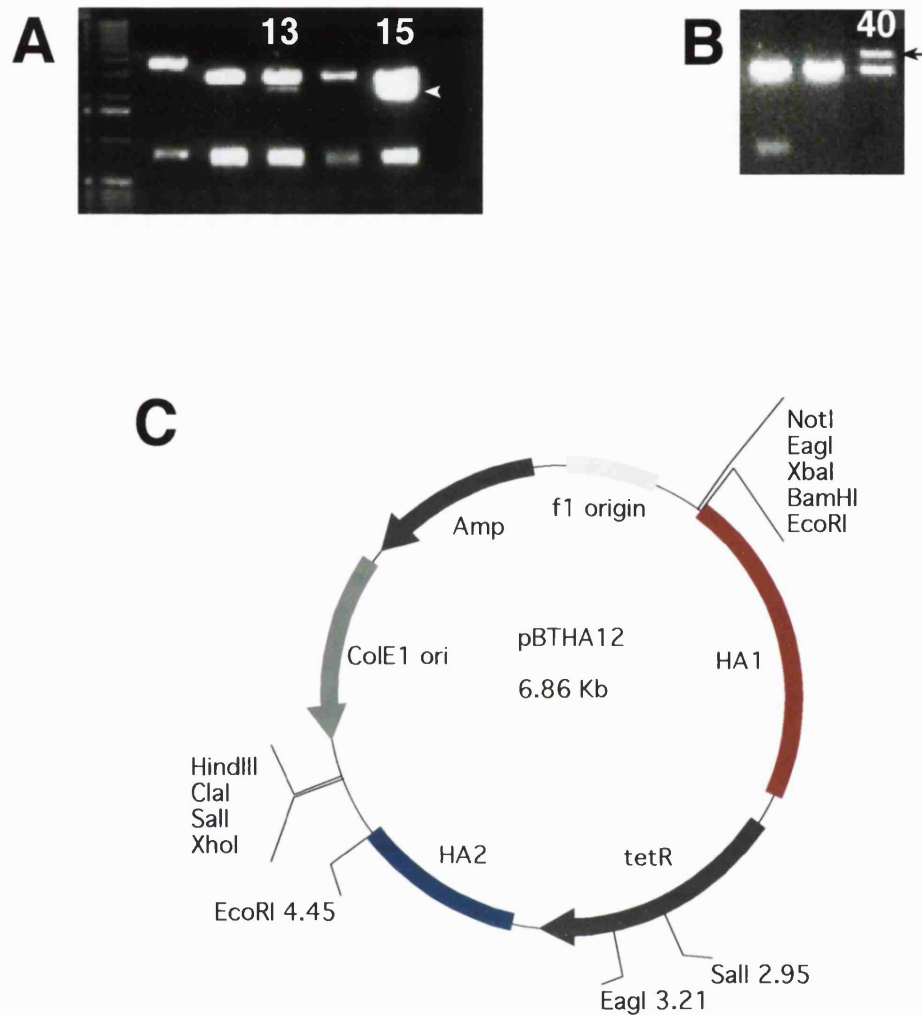 A
13
15
B
40
C
NotI
EagI
XbaI
BamHI
EcoRI
f1 origin
Amp
pBTHA12
6.86 Kb
HA1
ColE1 ori
HindIII
ClaI
SalI
XhoI
HA2
tetR
EcoRI 4.45
SalI 2.95
EagI 3.21